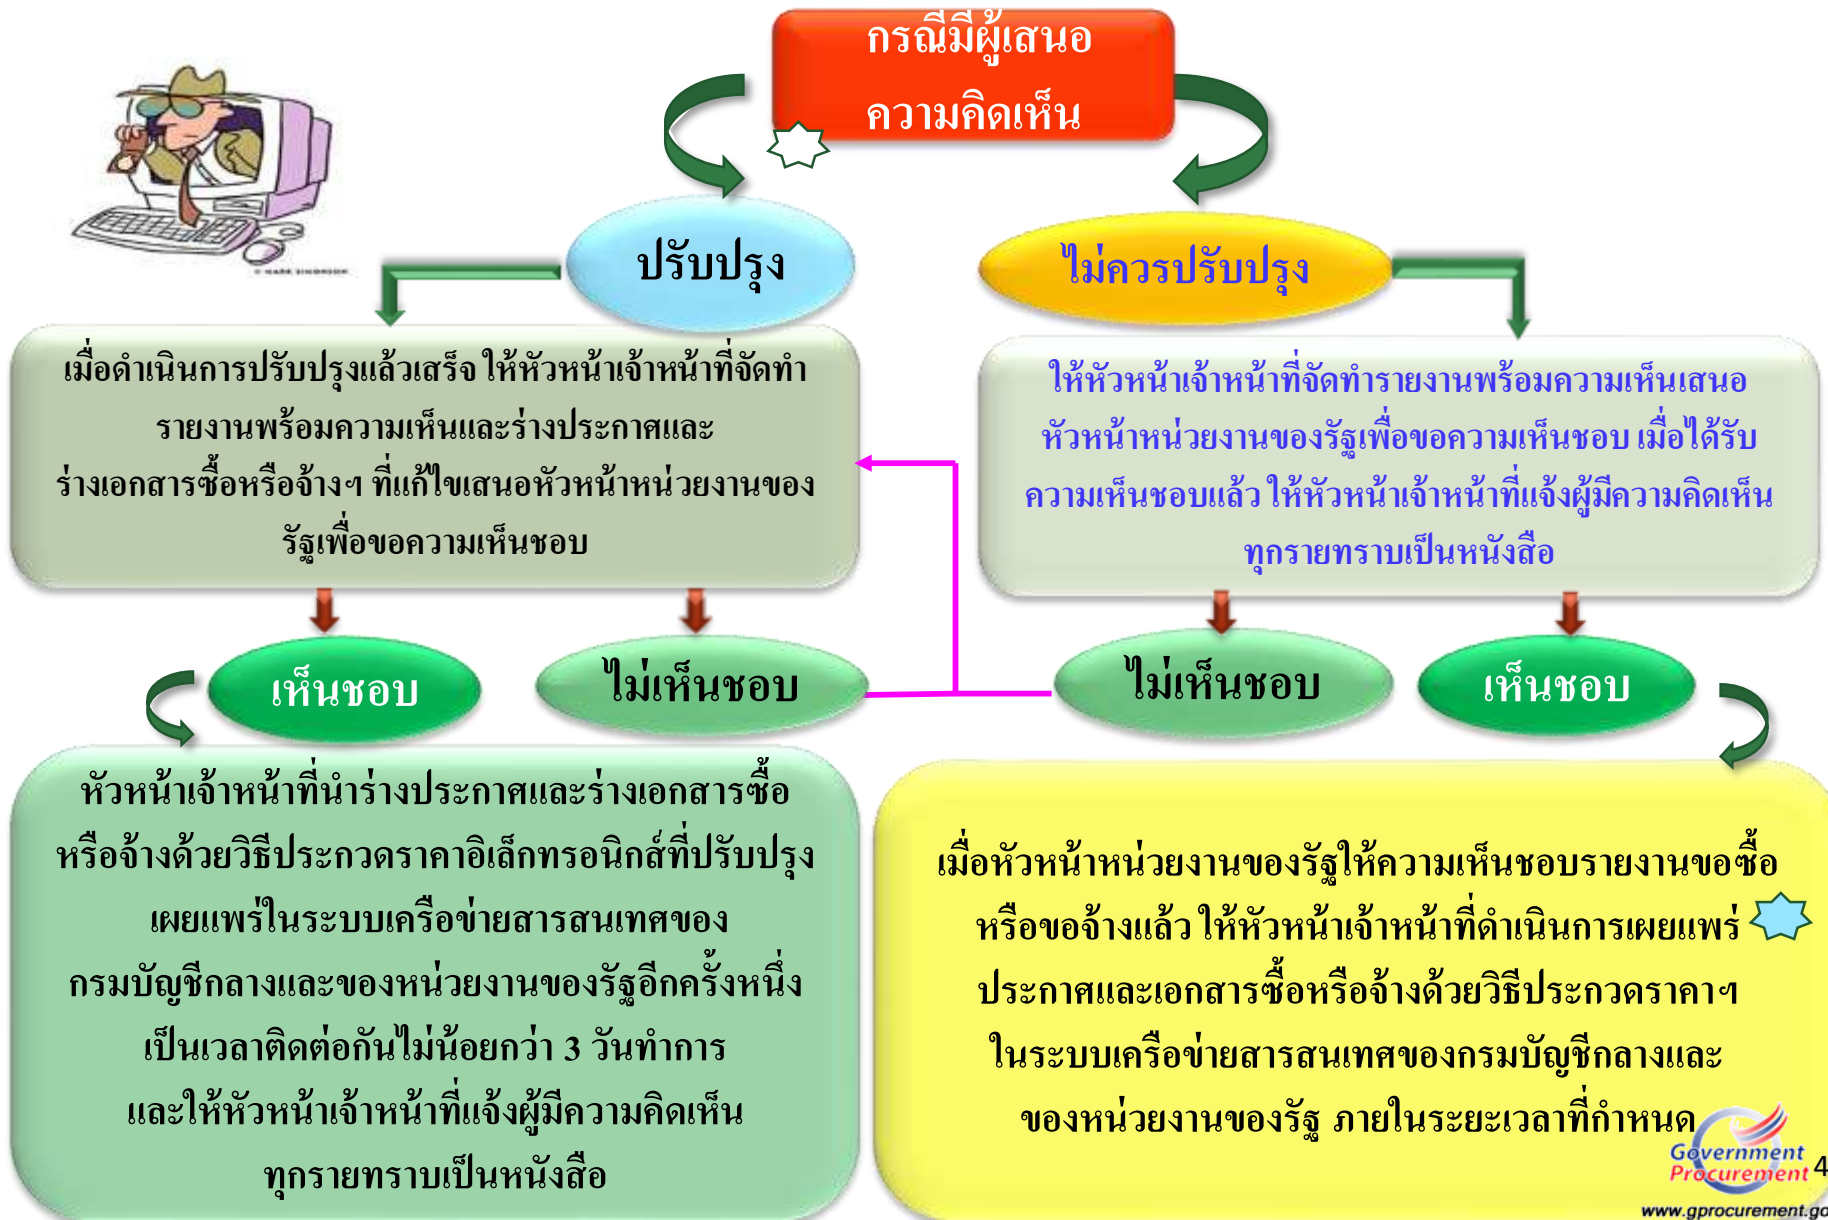 กรณีมีผู้เสนอ
ความคิดเห็น
© MARK SIMONSON
ปรับปรุง
ไม่ควรปรับปรุง
เมื่อดำเนินการปรับปรุงแล้วเสร็จ ให้หัวหน้าเจ้าหน้าที่จัดทำ
รายงานพร้อมความเห็นและร่างประกาศและ
ร่างเอกสารซื้อหรือจ้างฯ ที่แก้ไขเสนอหัวหน้าหน่วยงานของ
รัฐเพื่อขอความเห็นชอบ
ให้หัวหน้าเจ้าหน้าที่จัดทำรายงานพร้อมความเห็นเสนอ
หัวหน้าหน่วยงานของรัฐเพื่อขอความเห็นชอบ เมื่อได้รับ
ความเห็นชอบแล้ว ให้หัวหน้าเจ้าหน้าที่แจ้งผู้มีความคิดเห็น
ทุกรายทราบเป็นหนังสือ
เห็นชอบ
ไม่เห็นชอบ
ไม่เห็นชอบ
เห็นชอบ
หัวหน้าเจ้าหน้าที่นำร่างประกาศและร่างเอกสารซื้อ
หรือจ้างด้วยวิธีประกวดราคาอิเล็กทรอนิกส์ที่ปรับปรุง
เผยแพร่ในระบบเครือข่ายสารสนเทศของ
กรมบัญชีกลางและของหน่วยงานของรัฐอีกครั้งหนึ่ง
เป็นเวลาติดต่อกันไม่น้อยกว่า 3 วันทำการ
และให้หัวหน้าเจ้าหน้าที่แจ้งผู้มีความคิดเห็น
ทุกรายทราบเป็นหนังสือ
เมื่อหัวหน้าหน่วยงานของรัฐให้ความเห็นชอบรายงานขอซื้อ
หรือขอจ้างแล้ว ให้หัวหน้าเจ้าหน้าที่ดำเนินการเผยแพร่
ประกาศและเอกสารซื้อหรือจ้างด้วยวิธีประกวดราคาฯ
ในระบบเครือข่ายสารสนเทศของกรมบัญชีกลางและ
ของหน่วยงานของรัฐ ภายในระยะเวลาที่กำหนด
Government
Procurement 4
www.gprocurement.go